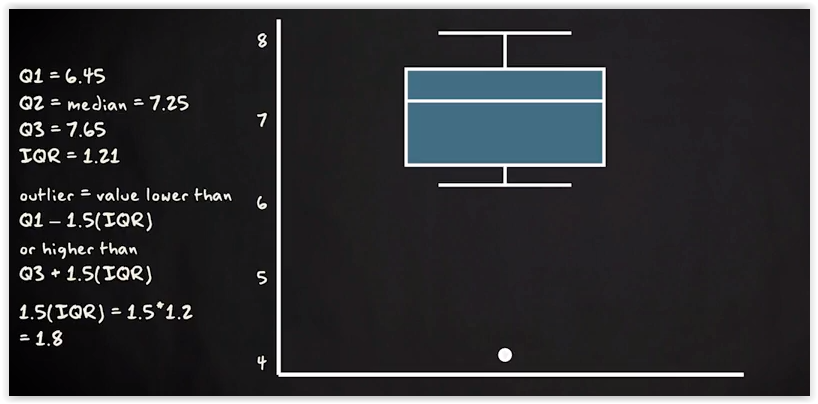 Q1 = 6.45
Q2 = median = 7.25
Q3 = 7.65
IQR = 1.21
outlier = value lower than
Q1 – 1.5(IQR)
or higher than
Q3 + 1.5(IQR)
1.5(IQR) = 1.5*1.2
= 1.8
8
7
6
5
4